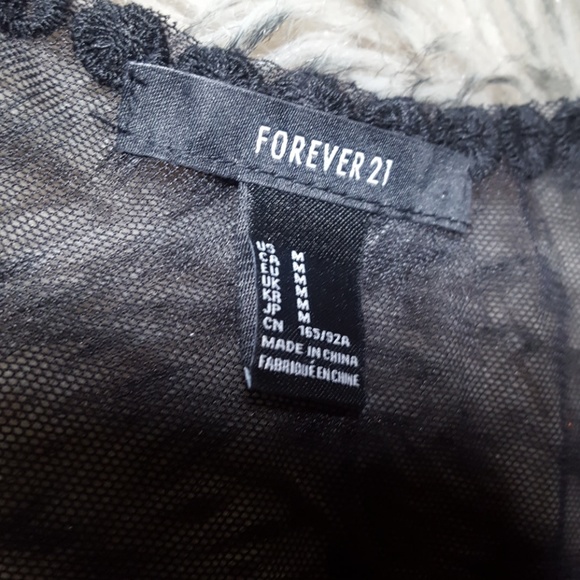 FOREVER 21
US M
CA M
EU M
UK M
KR M
JP M
CN 165/92A
MADE IN CHINA
FABRIQUÉ EN CHINE